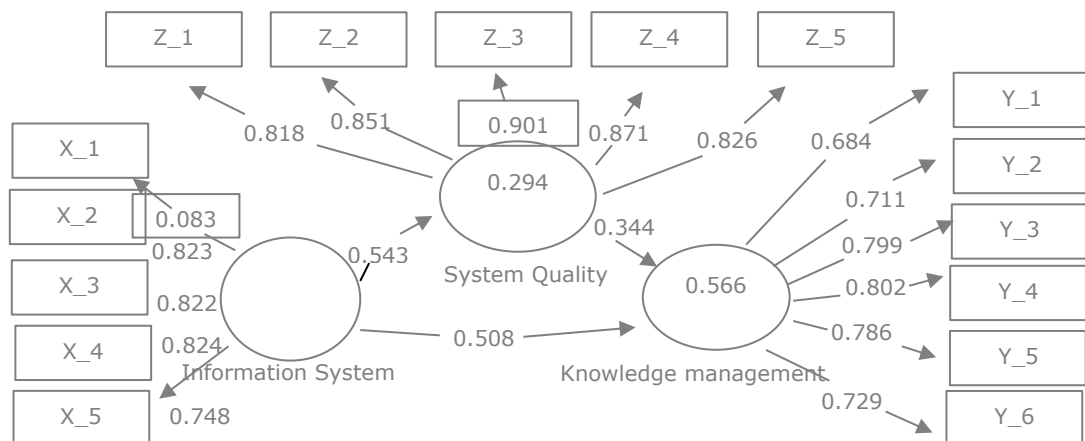 Z_1 Z_2 Z_3 Z_4 Z_5
Y_1
0.818 0.851 0.901 0.871 0.826 0.684
X_1
Y_2
0.294
0.711
X_2 0.083
0.344
0.799 Y_3
0.823
0.543
System Quality
X_3
0.566
0.802 Y_4
0.822
0.786
0.508
X_4 0.824
Y_5
Information System
Knowledge management
0.729
X_5 0.748
Y_6